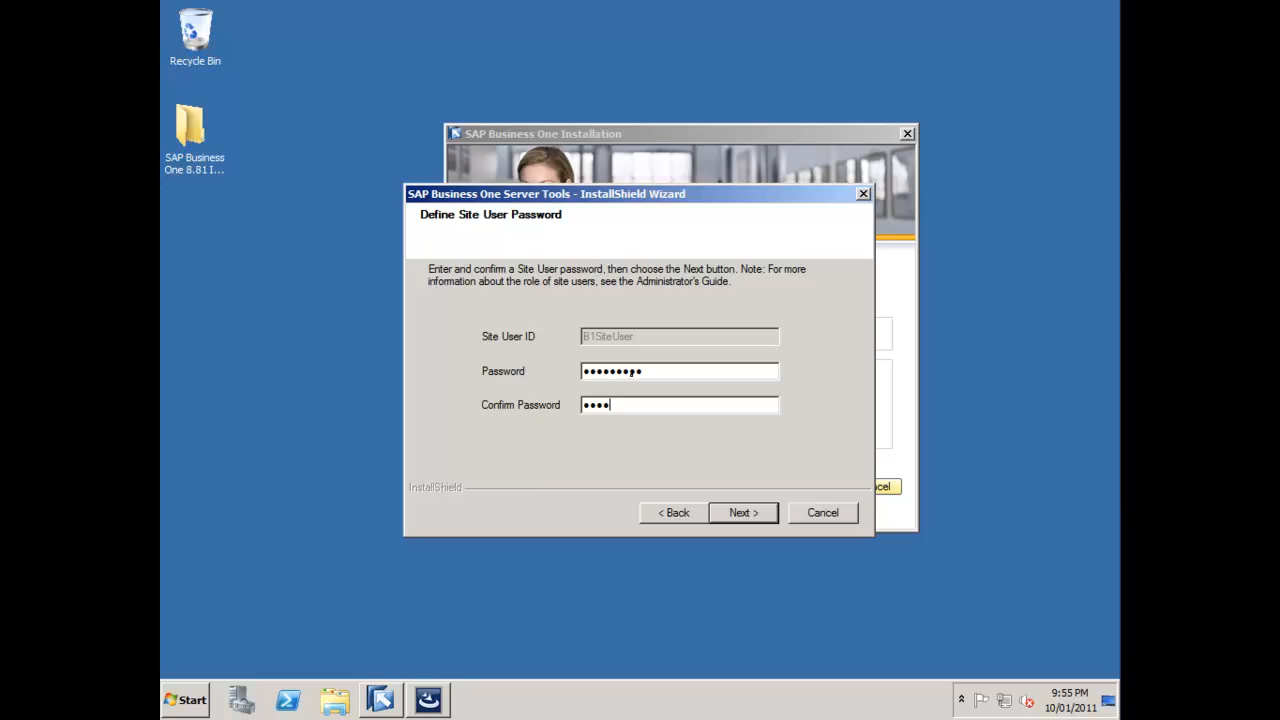 Recycle Bin
SAP Business
One 8.81 I...
SAP Business One Installation
SAP Business One Server Tools - InstallShield Wizard
Define Site User Password
Enter and confirm a Site User password, then choose the Next button. Note: For more
information about the role of site users, see the Administrator's Guide.
Site User ID
B1SiteUser
Password
Confirm Password
InstallShield
< Back
Next >
Cancel
Start
9:55 PM
10/01/2011